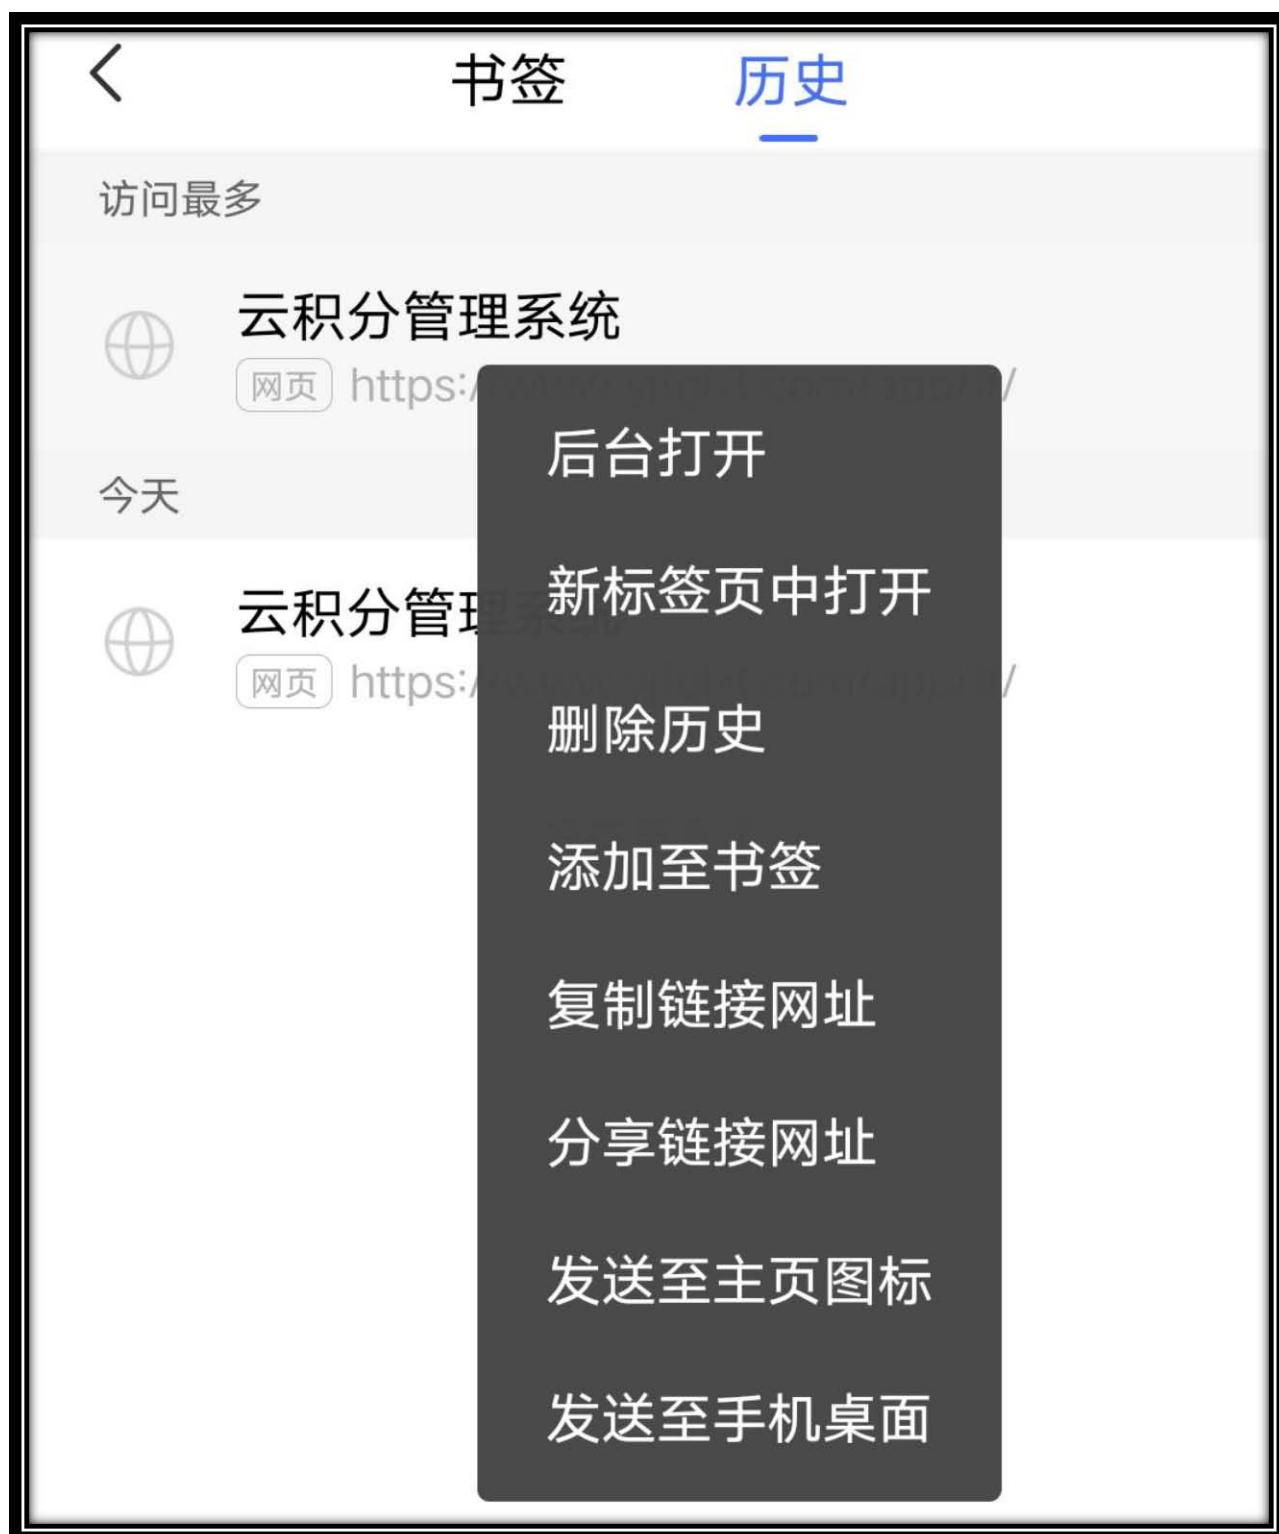 书签 历史
访问最多
云积分管理系统
网页 https:/
后台打开
今天
云积分管
新标签页中打开
网页 https:/
删除历史
添加至书签
复制链接网址
分享链接网址
发送至主页图标
发送至手机桌面